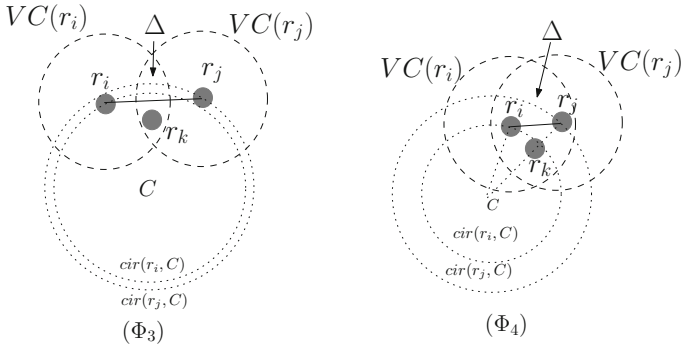 VC(r_i)
Δ
VC(r_j)
r_i
r_j
r_k
C
cir(r_i, C)
cir(r_j, C)
(Φ_3)
Δ
VC(r_i)
VC(r_j)
r_i
r_j
r_k
C
cir(r_i, C)
cir(r_j, C)
(Φ_4)